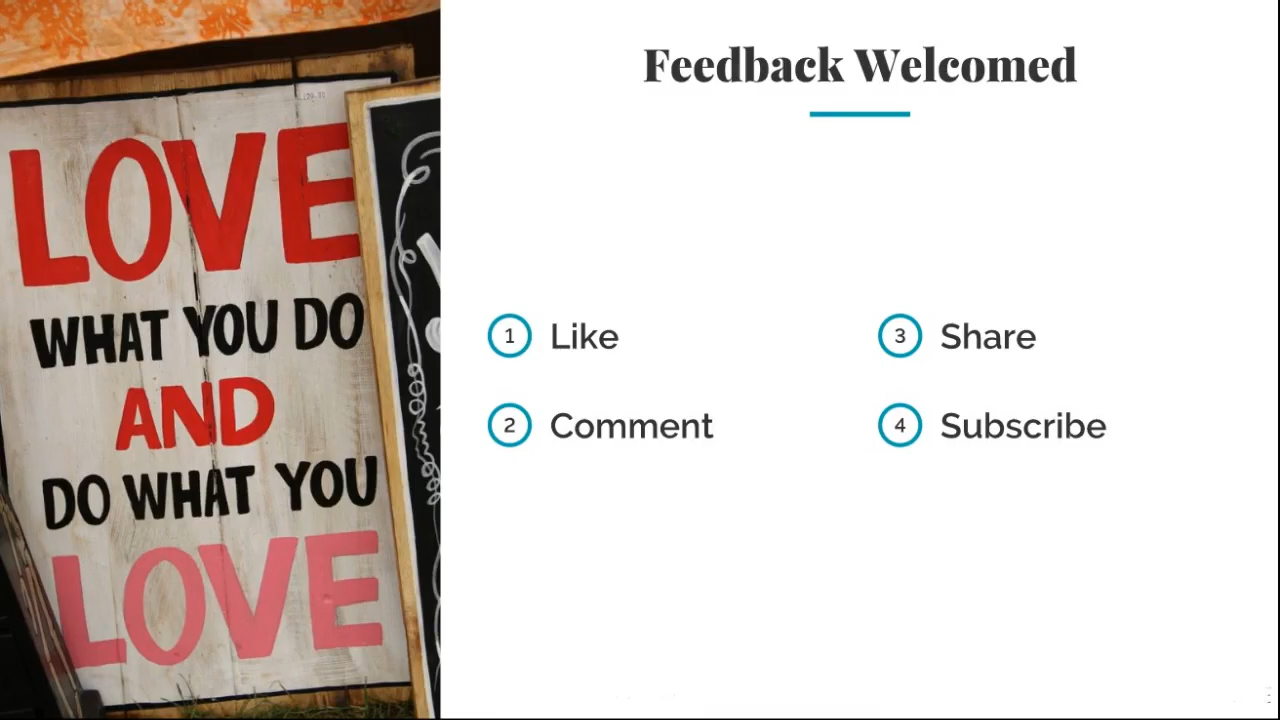 LOVE
WHAT YOU DO
AND
DO WHAT YOU
LOVE
Feedback Welcomed
1 Like
2 Comment
3 Share
4 Subscribe